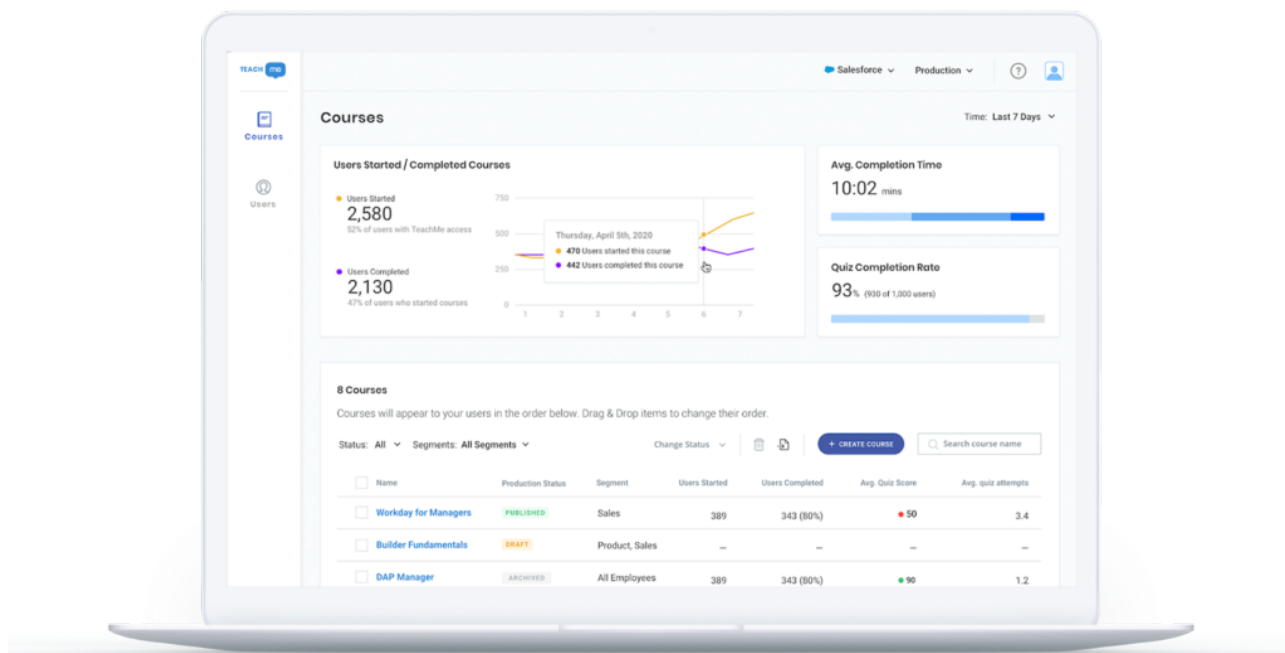 TEACH me
Salesforce
Production
?
Courses
Users
Courses
Time: Last 7 Days
Users Started / Completed Courses
Users Started
2,580
52% of users with TeachMe access
Users Completed
2,130
47% of users who started courses
750
500
250
0
1 2 3 4 5 6 7
Thursday, April 5th, 2020
470 Users started this course
442 Users completed this course
Avg. Completion Time
10:02 mins
Quiz Completion Rate
93% (930 of 1,000 users)
8 Courses
Courses will appear to your users in the order below. Drag & Drop items to change their order.
Status: All Segments: All Segments Change Status + CREATE COURSE Search course name
Name Production Status Segment Users Started Users Completed Avg. Quiz Score Avg. quiz attempts
Workday for Managers PUBLISHED Sales 389 343 (80%) 50 3.4
Builder Fundamentals DRAFT Product, Sales – – – –
DAP Manager ARCHIVED All Employees 389 343 (80%) 90 1.2